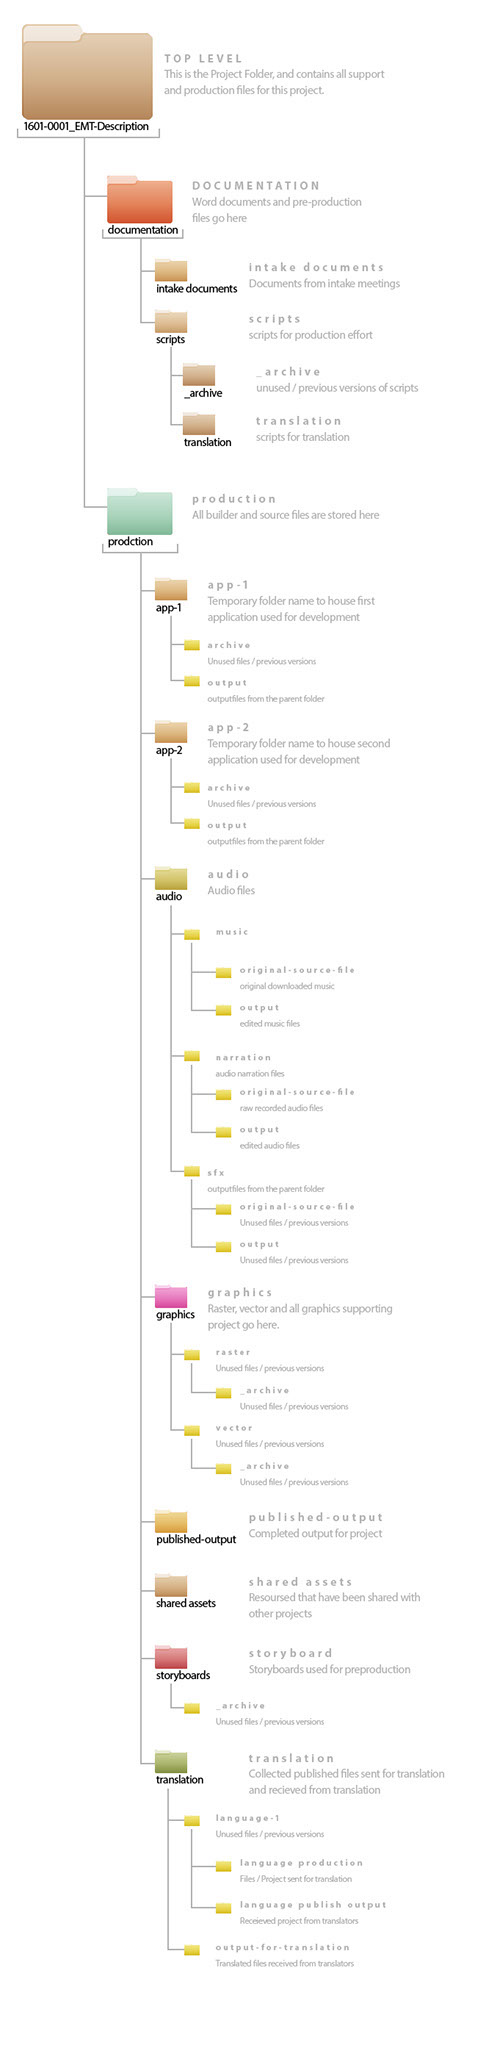 TOP LEVEL
This is the Project Folder, and contains all support
and production files for this project.
1601-0001_EMT-Description
DOCUMENTATION
Word documents and pre-production
files go here
documentation
intake documents
Documents from intake meetings
intake documents
scripts
scripts for production effort
scripts
_archive
unused / previous versions of scripts
_archive
translation
scripts for translation
translation
production
All builder and source files are stored here
prodction
app-1
Temporary folder name to house first
application used for development
app-1
archive
Unused files / previous versions
output
outputfiles from the parent folder
app-2
Temporary folder name to house second
application used for development
app-2
archive
Unused files / previous versions
output
outputfiles from the parent folder
audio
Audio files
audio
music
original-source-file
original downloaded music
output
edited music files
narration
audio narration files
original-source-file
raw recorded audio files
output
edited audio files
sfx
outputfiles from the parent folder
original-source-file
Unused files / previous versions
output
Unused files / previous versions
graphics
Raster, vector and all graphics supporting
project go here.
graphics
raster
Unused files / previous versions
_archive
Unused files / previous versions
vector
Unused files / previous versions
_archive
Unused files / previous versions
published-output
Completed output for project
published-output
shared assets
Resoursed that have been shared with
other projects
shared assets
storyboard
Storyboards used for preproduction
storyboards
_archive
Unused files / previous versions
translation
Collected published files sent for translation
and recieved from translation
translation
language-1
Unused files / previous versions
language production
Files / Project sent for translation
language publish output
Receieved project from translators
output-for-translation
Translated files received from translators